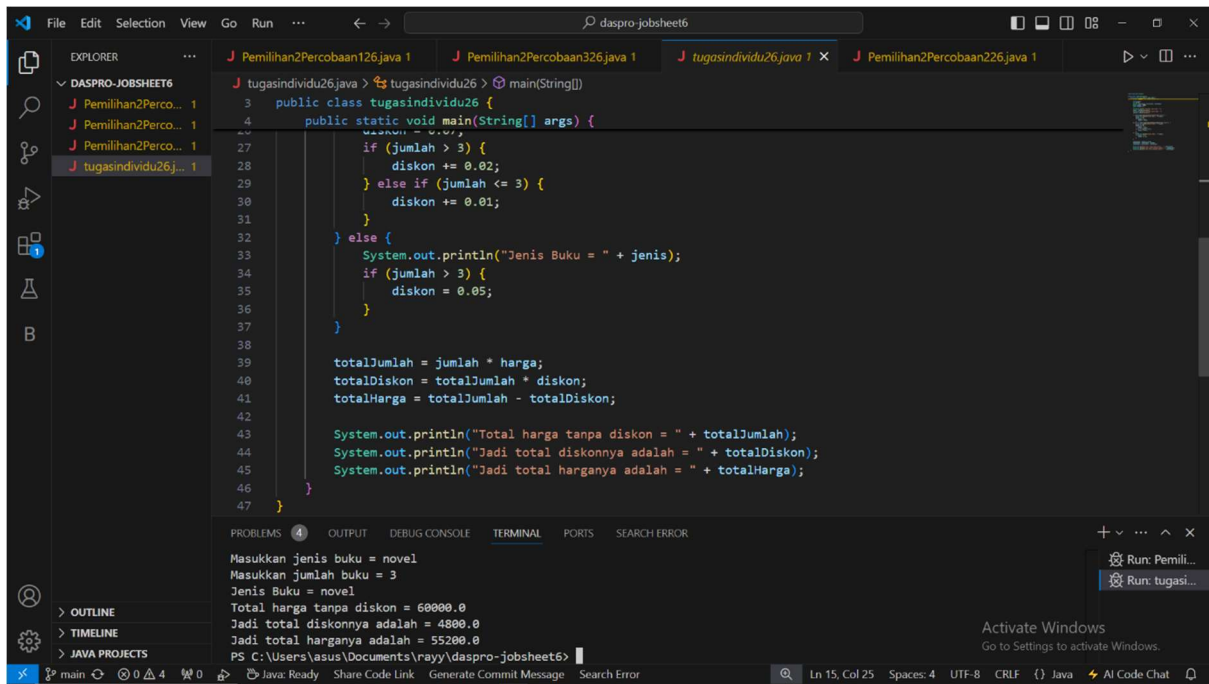 File Edit Selection View Go Run ··· ← → daspro-jobsheet6
EXPLORER ···
DASPRO-JOBSHEET6
J Pemilihan2Perco... 1
J Pemilihan2Perco... 1
J Pemilihan2Perco... 1
J tugasindividu26.j... 1
J Pemilihan2Percobaan126.java 1 J Pemilihan2Percobaan326.java 1 J tugasindividu26.java 1 × J Pemilihan2Percobaan226.java 1
J tugasindividu26.java > tugasindividu26 > main(String[])
3 public class tugasindividu26 {
4 public static void main(String[] args) {
27 if (jumlah > 3) {
28 diskon += 0.02;
29 } else if (jumlah <= 3) {
30 diskon += 0.01;
31 }
32 } else {
33 System.out.println("Jenis Buku = " + jenis);
34 if (jumlah > 3) {
35 diskon = 0.05;
36 }
37 }
38
39 totalJumlah = jumlah * harga;
40 totalDiskon = totalJumlah * diskon;
41 totalHarga = totalJumlah - totalDiskon;
42
43 System.out.println("Total harga tanpa diskon = " + totalJumlah);
44 System.out.println("Jadi total diskonnya adalah = " + totalDiskon);
45 System.out.println("Jadi total harganya adalah = " + totalHarga);
46 }
47 }
PROBLEMS 4 OUTPUT DEBUG CONSOLE TERMINAL PORTS SEARCH ERROR
Masukkan jenis buku = novel
Masukkan jumlah buku = 3
Jenis Buku = novel
Total harga tanpa diskon = 60000.0
Jadi total diskonnya adalah = 4800.0
Jadi total harganya adalah = 55200.0
PS C:\Users\asus\Documents\rayy\daspro-jobsheet6>
Run: Pemili...
Run: tugasi...
1
B
> OUTLINE
> TIMELINE
> JAVA PROJECTS
Activate Windows
Go to Settings to activate Windows.
main 0 4 0 Java: Ready Share Code Link Generate Commit Message Search Error Ln 15, Col 25 Spaces: 4 UTF-8 CRLF {} Java AI Code Chat